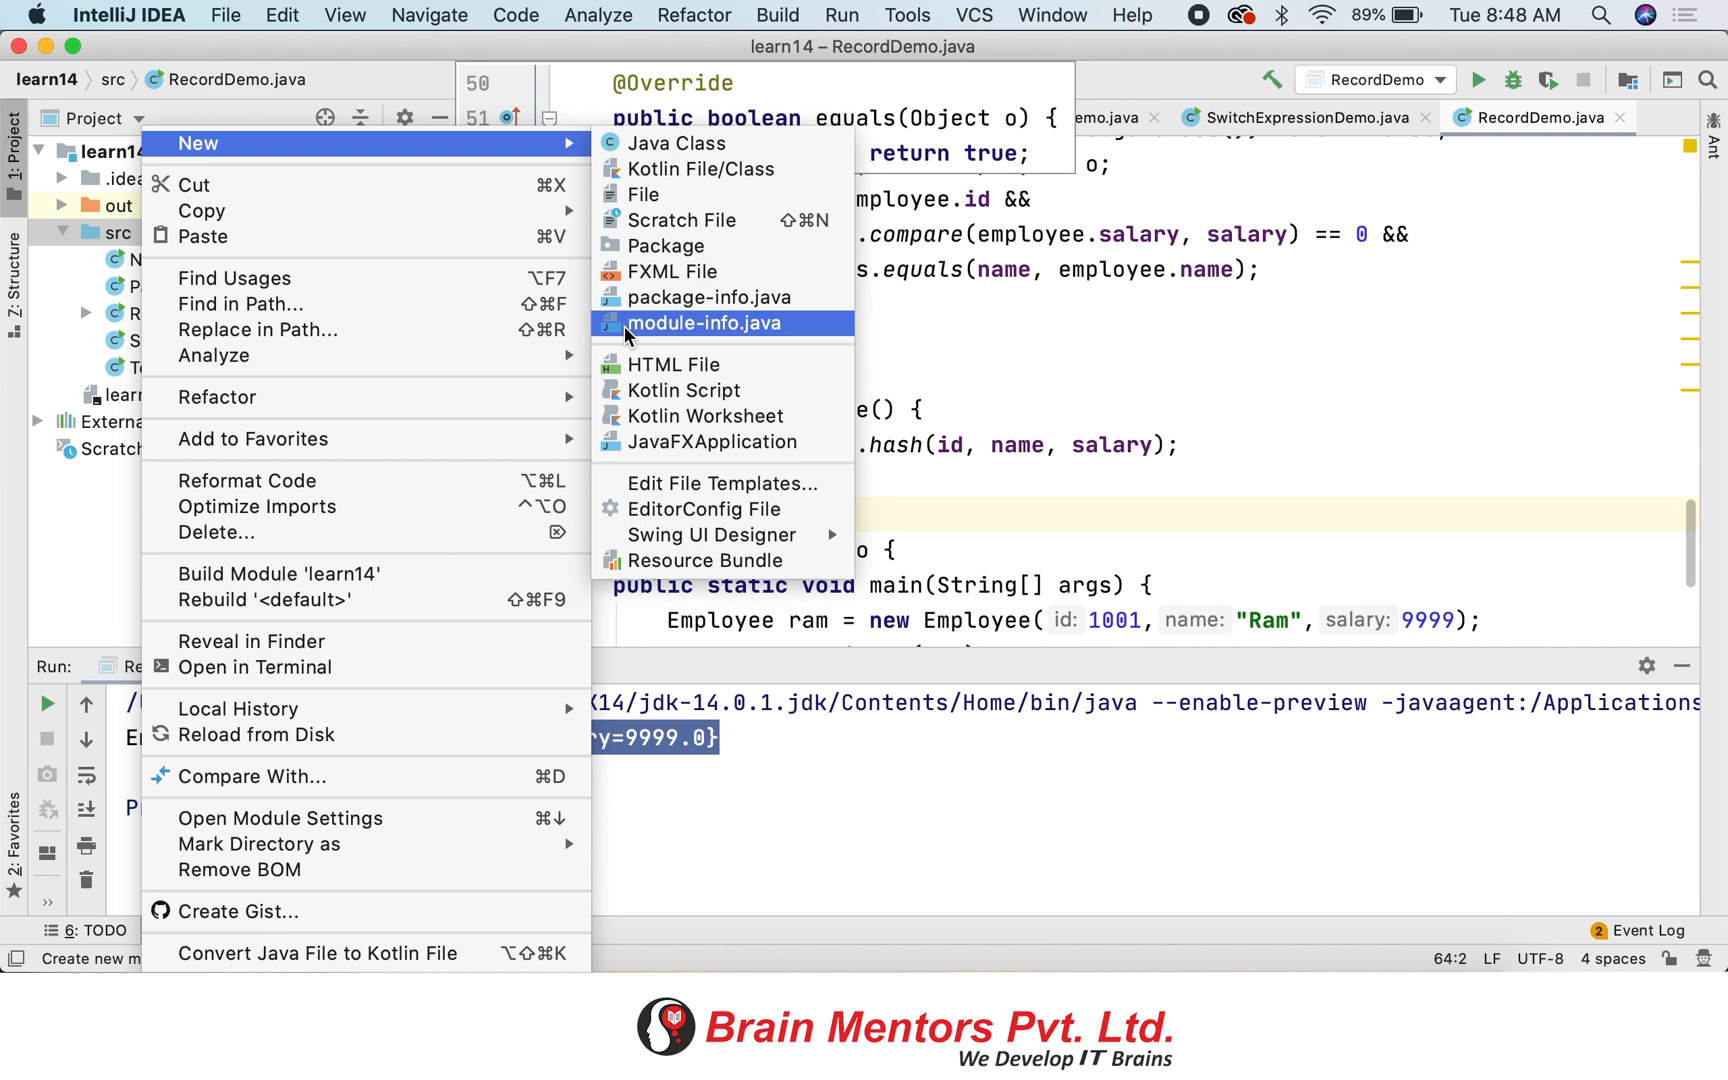 IntelliJ IDEA File Edit View Navigate Code Analyze Refactor Build Run Tools VCS Window Help 89% Tue 8:48 AM
learn14 – RecordDemo.java
learn14 src RecordDemo.java
RecordDemo
1: Project
Z: Structure
2: Favorites
Ant
Project
learn14
.idea
out
src
External
Scratch
50 @Override
51 public boolean equals(Object o) {
return true;
emo.java SwitchExpressionDemo.java RecordDemo.java
o;
mployee.id &&
.compare(employee.salary, salary) == 0 &&
s.equals(name, employee.name);
e() {
.hash(id, name, salary);
o {
public static void main(String[] args) {
Employee ram = new Employee( id: 1001, name: "Ram", salary: 9999);
New
Cut ⌘X
Copy
Paste ⌘V
Find Usages ⌥F7
Find in Path... ⇧⌘F
Replace in Path... ⇧⌘R
Analyze
Refactor
Add to Favorites
Reformat Code ⌥⌘L
Optimize Imports ^⌥O
Delete... ⌦
Build Module 'learn14'
Rebuild '<default>' ⇧⌘F9
Reveal in Finder
Open in Terminal
Local History
Reload from Disk
Compare With... ⌘D
Open Module Settings ⌘↓
Mark Directory as
Remove BOM
Create Gist...
Convert Java File to Kotlin File ⌥⇧⌘K
Java Class
Kotlin File/Class
File
Scratch File ⇧⌘N
Package
FXML File
package-info.java
module-info.java
HTML File
Kotlin Script
Kotlin Worksheet
JavaFXApplication
Edit File Templates...
EditorConfig File
Swing UI Designer
Resource Bundle
Run: Re
X14/jdk-14.0.1.jdk/Contents/Home/bin/java --enable-preview -javaagent:/Applications
ry=9999.0}
6: TODO
2 Event Log
Create new m
64:2 LF UTF-8 4 spaces
Brain Mentors Pvt. Ltd.
We Develop IT Brains